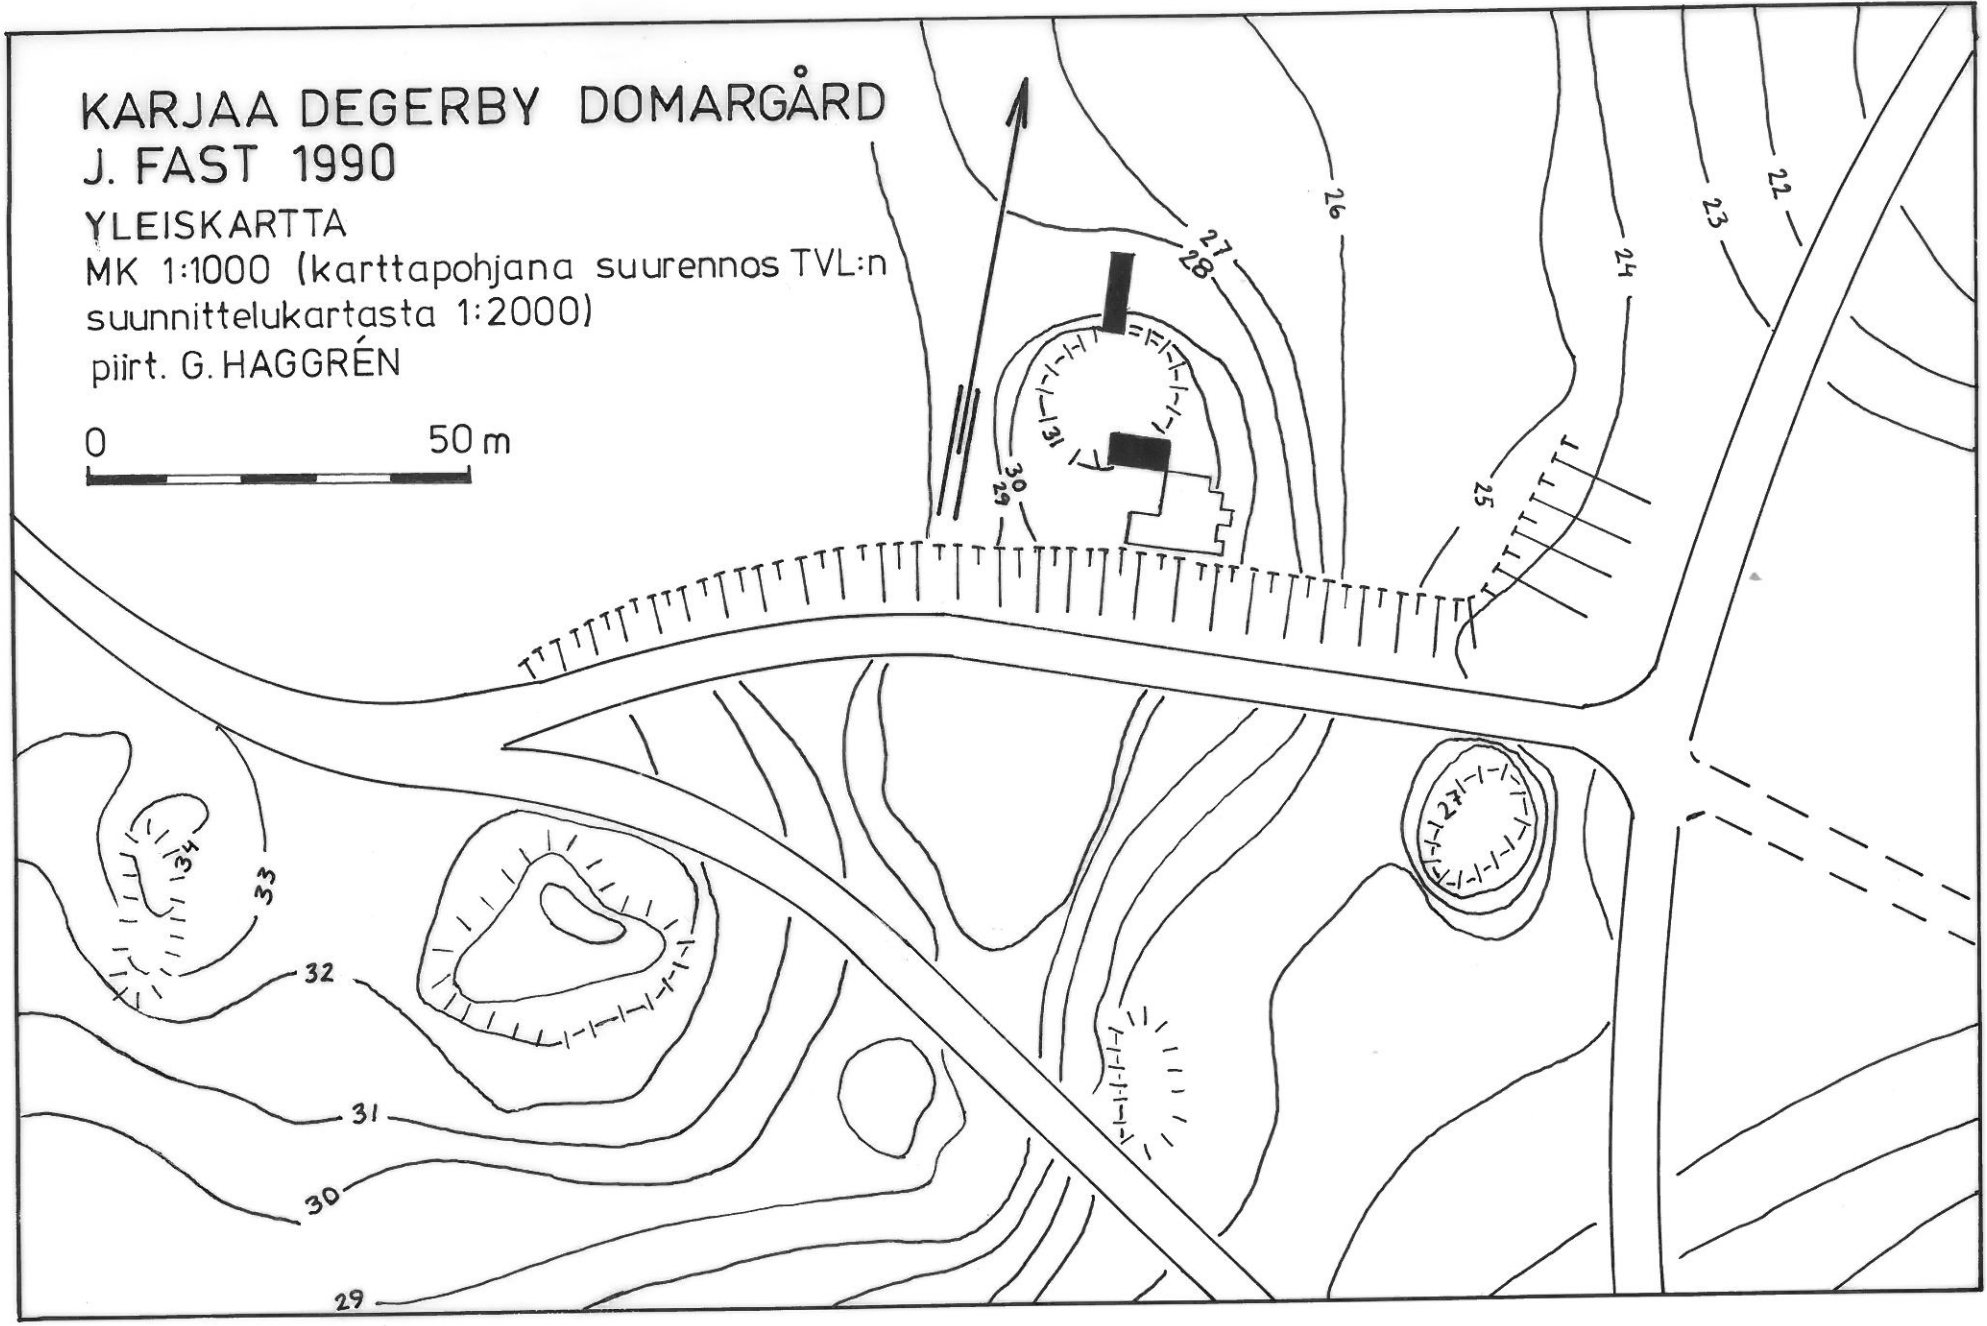 KARJAA DEGERBY DOMARGÅRD
J. FAST 1990
YLEISKARTTA
MK 1:1000 (karttapohjana suurennos TVL:n
suunnittelukartasta 1:2000)
piirt. G. HAGGRÉN
0 50 m
22
23
26
24
27
28
31
30
29
25
27
34
33
32
31
30
29